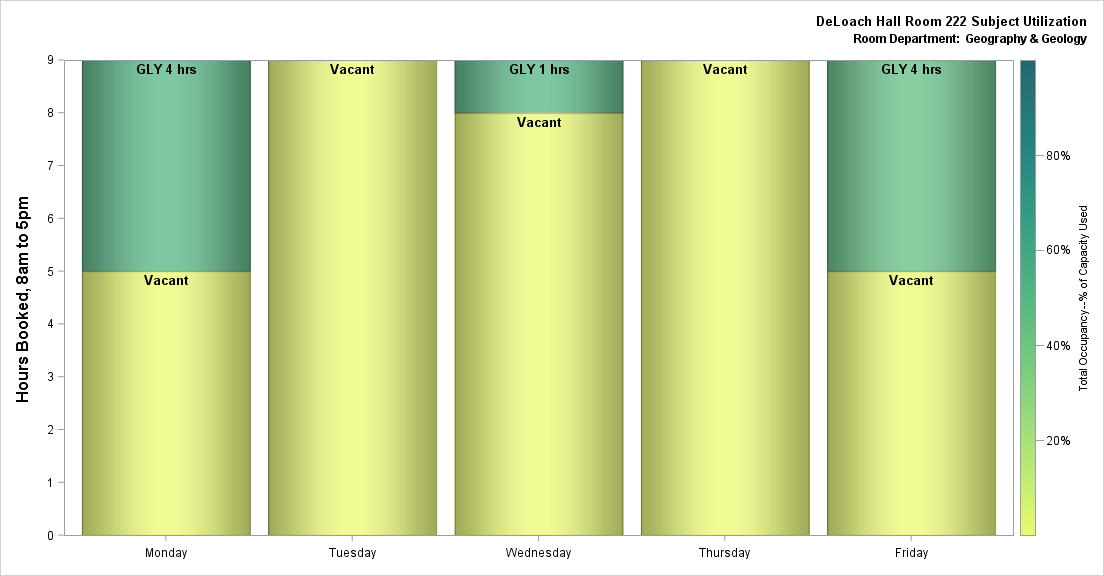 DeLoach Hall Room 222 Subject Utilization
Room Department: Geography & Geology
Hours Booked, 8am to 5pm
9
8
7
6
5
4
3
2
1
0
GLY 4 hrs
Vacant
Vacant
GLY 1 hrs
Vacant
Vacant
GLY 4 hrs
Vacant
Monday
Tuesday
Wednesday
Thursday
Friday
80%
60%
40%
20%
Total Occupancy--% of Capacity Used